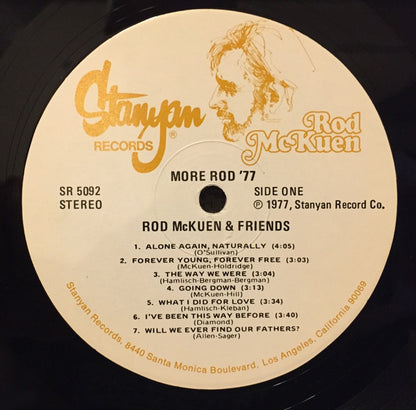 Stanyan ®
RECORDS
Rod
McKuen
MORE ROD '77
SR 5092
STEREO
SIDE ONE
℗ 1977, Stanyan Record Co.
ROD McKUEN & FRIENDS
1. ALONE AGAIN, NATURALLY (4:05)
(O'Sullivan)
2. FOREVER YOUNG, FOREVER FREE (3:03)
(McKuen-Holdridge)
3. THE WAY WERE (3:04)
(Hamlisch-Bergman-Bergman)
4. GOING DOWN (3:13)
(McKuen-Hill)
5. WHAT I DID FOR LOVE (3:34)
(Hamlisch-Kleban)
6. I'VE BEEN THIS WAY BEFORE (3:40)
(Diamond)
7. WILL WE EVER FIND OUR FATHERS?
(Allen-Sager)
Stanyan Records, 8440 Santa Monica Boulevard, Los Angeles, California 90069